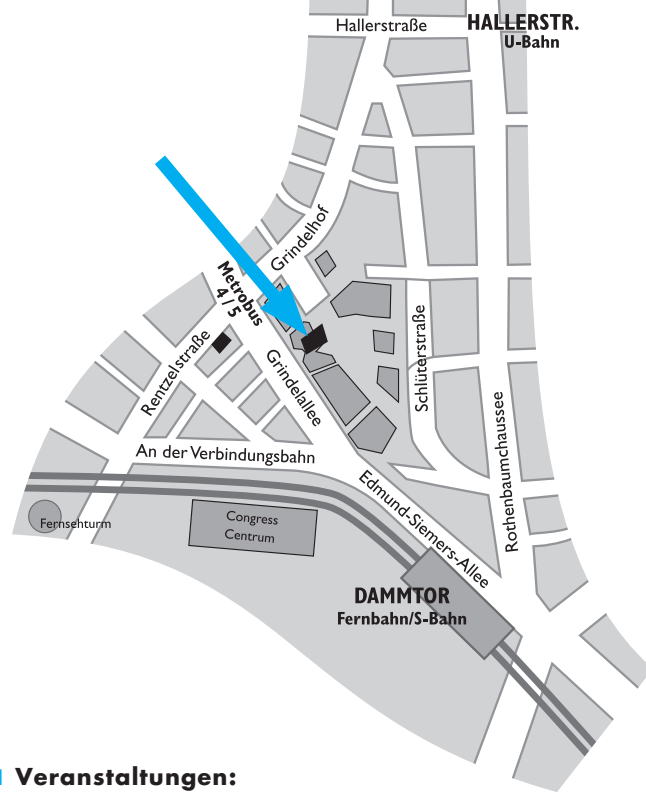 Hallerstraße
HALLERSTR.
U-Bahn
Grindelhof
Metrobus
4 / 5
Rentzelstraße
Grindelallee
Schlüterstraße
Rothenbaumchaussee
An der Verbindungsbahn
Edmund-Siemers-Allee
Fernsehturm
Congress
Centrum
DAMMTOR
Fernbahn/S-Bahn
Veranstaltungen: